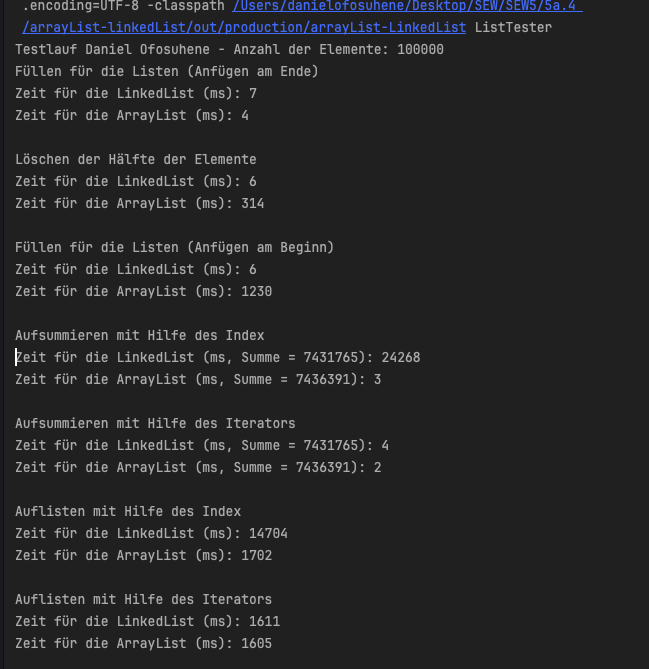 .encoding=UTF-8 -classpath /Users/danielofosuhene/Desktop/SEW/SEW5/5a.4
/arrayList-linkedList/out/production/arrayList-LinkedList ListTester
Testlauf Daniel Ofosuhene - Anzahl der Elemente: 100000
Füllen für die Listen (Anfügen am Ende)
Zeit für die LinkedList (ms): 7
Zeit für die ArrayList (ms): 4
Löschen der Hälfte der Elemente
Zeit für die LinkedList (ms): 6
Zeit für die ArrayList (ms): 314
Füllen für die Listen (Anfügen am Beginn)
Zeit für die LinkedList (ms): 6
Zeit für die ArrayList (ms): 1230
Aufsummieren mit Hilfe des Index
Zeit für die LinkedList (ms, Summe = 7431765): 24268
Zeit für die ArrayList (ms, Summe = 7436391): 3
Aufsummieren mit Hilfe des Iterators
Zeit für die LinkedList (ms, Summe = 7431765): 4
Zeit für die ArrayList (ms, Summe = 7436391): 2
Auflisten mit Hilfe des Index
Zeit für die LinkedList (ms): 14704
Zeit für die ArrayList (ms): 1702
Auflisten mit Hilfe des Iterators
Zeit für die LinkedList (ms): 1611
Zeit für die ArrayList (ms): 1605